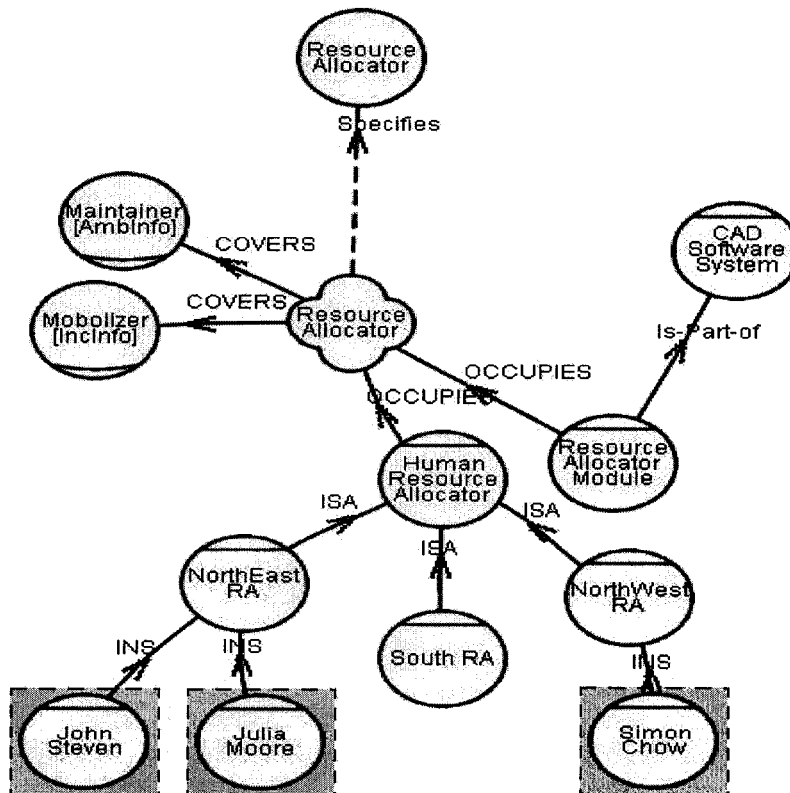 Resource
Allocator
Specifies
Maintainer
[AmbInfo]
COVERS
CAD
Software
System
Mobolizer
[IncInfo]
COVERS
Resource
Allocator
Is-Part-of
OCCUPIES
OCCUPIES
Human
Resource
Allocator
Resource
Allocator
Module
ISA
ISA
ISA
NorthEast
RA
NorthWest
RA
South RA
INS
INS
INS
John
Steven
Julia
Moore
Simon
Chow